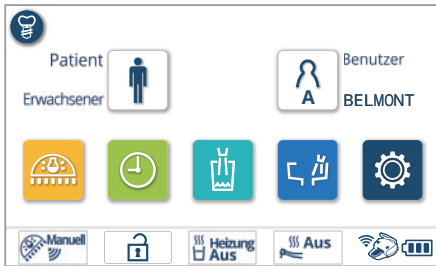 Patient
Benutzer
Erwachsener
A
BELMONT
Manuell
Heizung
Aus
Aus